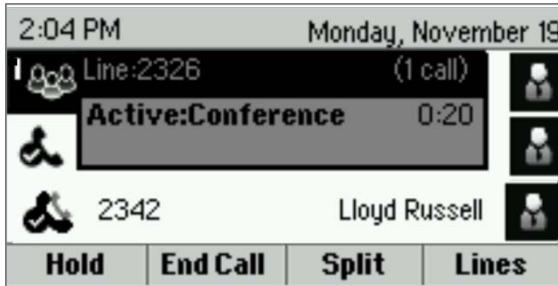 2:04 PM Monday, November 19
Line:2326 (1 call)
Active:Conference 0:20
2342 Lloyd Russell
Hold End Call Split Lines